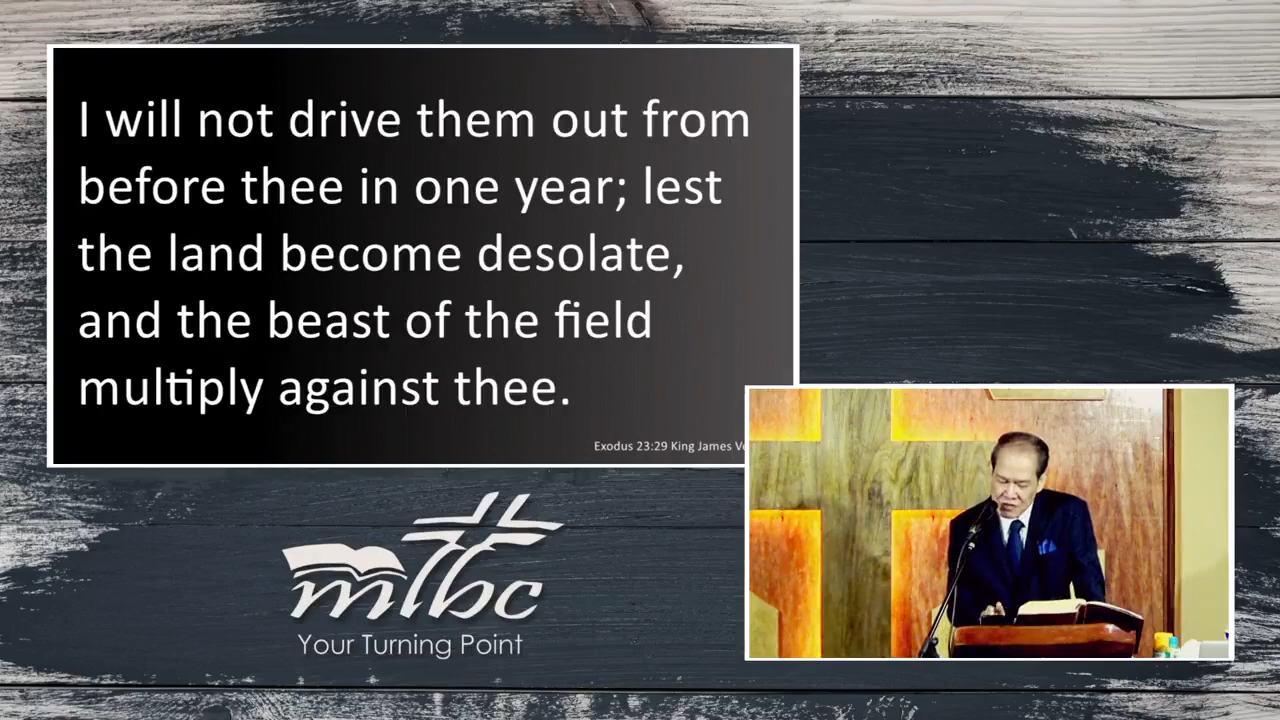 I will not drive them out from
before thee in one year; lest
the land become desolate,
and the beast of the field
multiply against thee.
Exodus 23:29 King James
mlbc
Your Turning Point